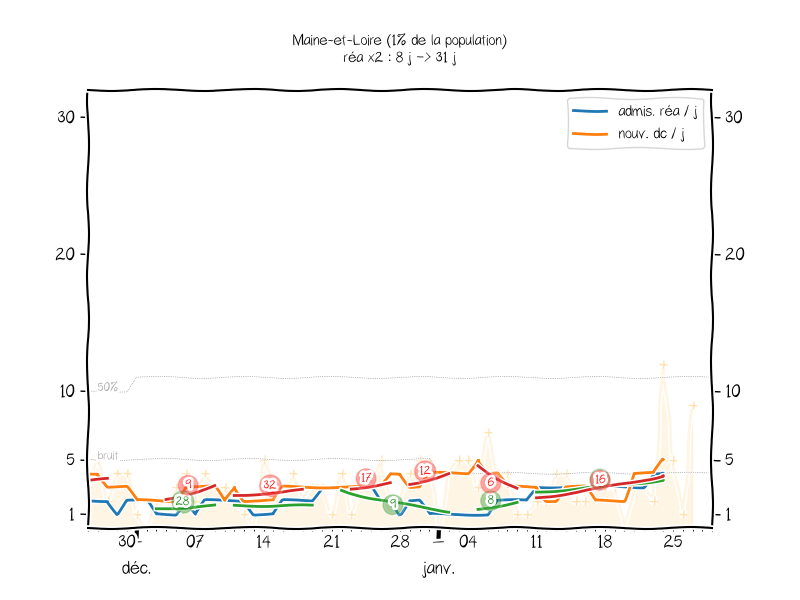 Maine-et-Loire (1% de la population)
réa x2 : 8 j -> 31 j
admis. réa / j
nouv. dc / j
30 30
20 20
10 10
5 5
1 1
50%
bruit
9 28 32 17 9 12 6 8 16
30 07 14 21 28 04 11 18 25
déc. janv.